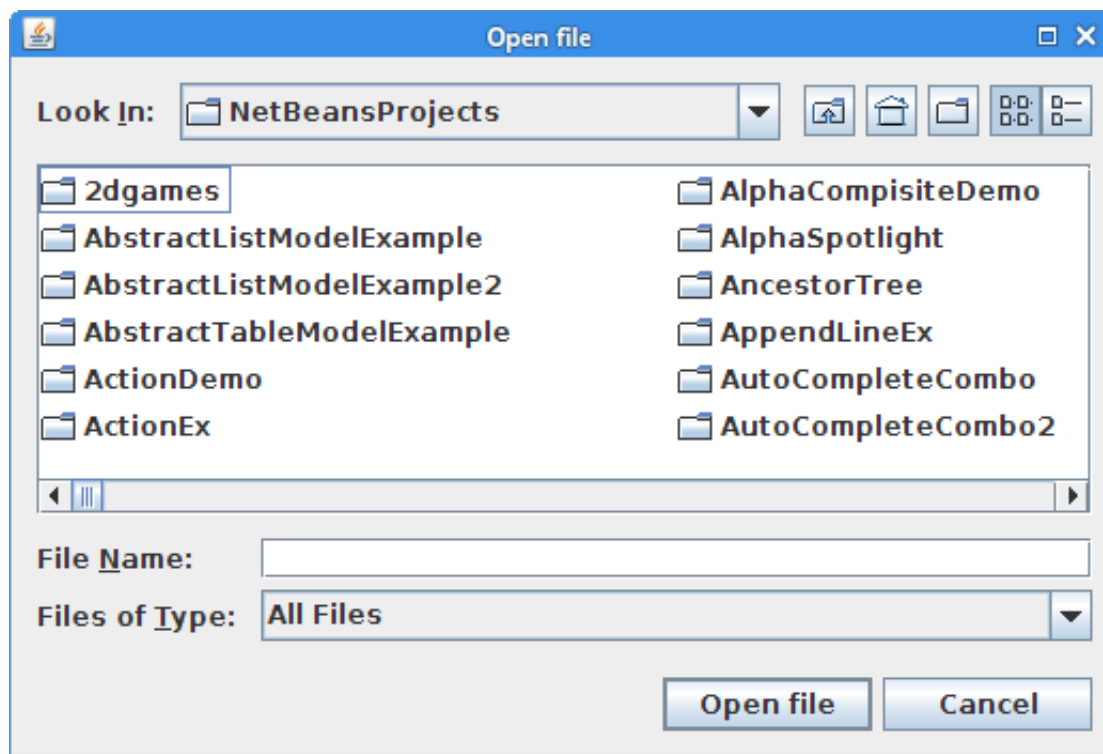 Open file
Look In: NetBeansProjects
2dgames
AbstractListModelExample
AbstractListModelExample2
AbstractTableModelExample
ActionDemo
ActionEx
AlphaCompisiteDemo
AlphaSpotlight
AncestorTree
AppendLineEx
AutoCompleteCombo
AutoCompleteCombo2
File Name:
Files of Type: All Files
Open file Cancel